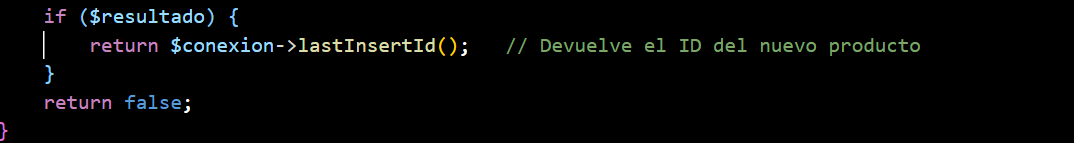 if ($resultado) {
return $conexion->lastInsertId();   // Devuelve el ID del nuevo producto
}
return false;
}